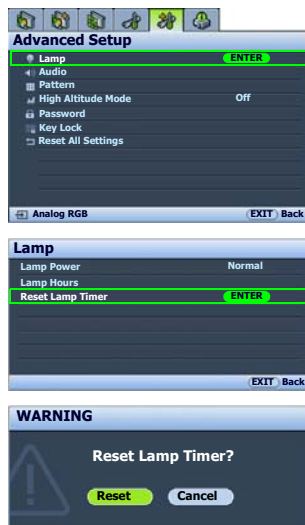 Advanced Setup
Lamp ENTER
Audio
Pattern
High Altitude Mode Off
Password
Key Lock
Reset All Settings
Analog RGB EXIT Back
Lamp
Lamp Power Normal
Lamp Hours
Reset Lamp Timer ENTER
EXIT Back
WARNING
Reset Lamp Timer?
Reset Cancel